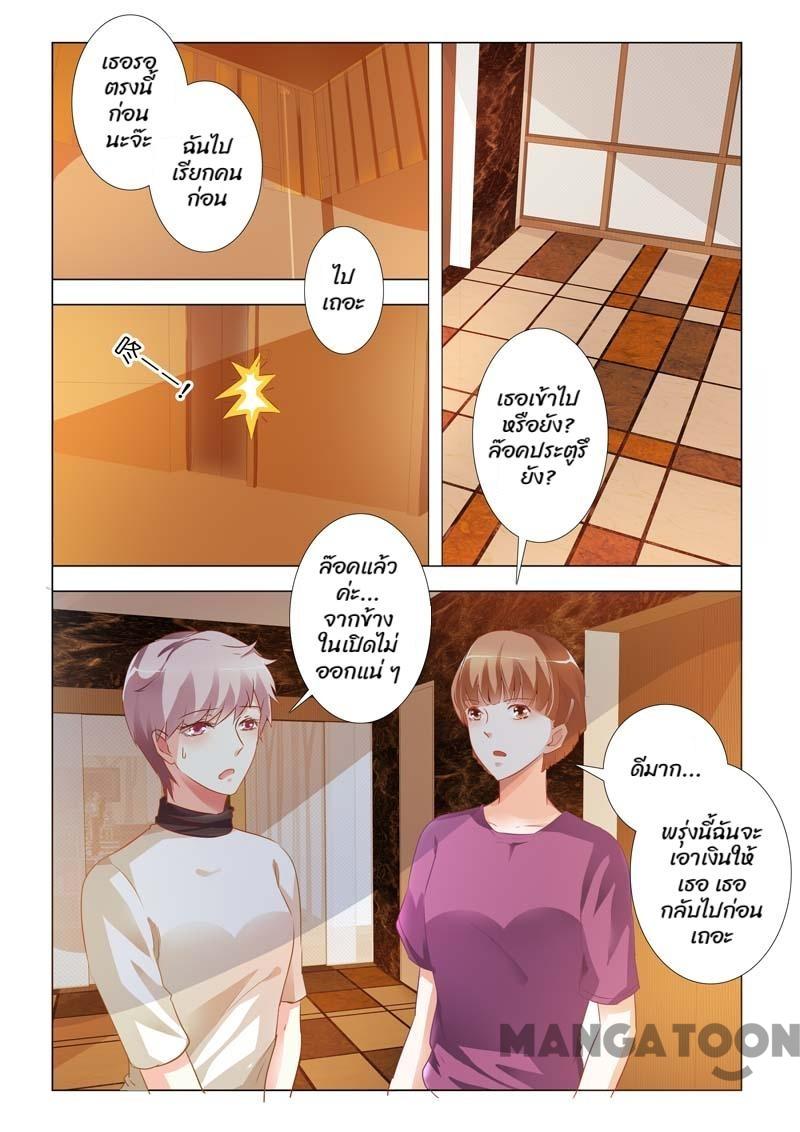 เธอรอ
ตรงนี้
ก่อน
นะจ๊ะ
ฉันไป
เรียกคน
ก่อน
ไป
เถอะ
咚——!
เธอเข้าไป
หรือยัง?
ล๊อคประตูรึ
ยัง?
ล๊อคแล้ว
ค่ะ...
จากข้าง
ในเปิดไม่
ออกแน่ ๆ
ดีมาก...
พรุ่งนี้ฉันจะ
เอาเงินให้
เธอ เธอ
กลับไปก่อน
เถอะ
MANGATOON